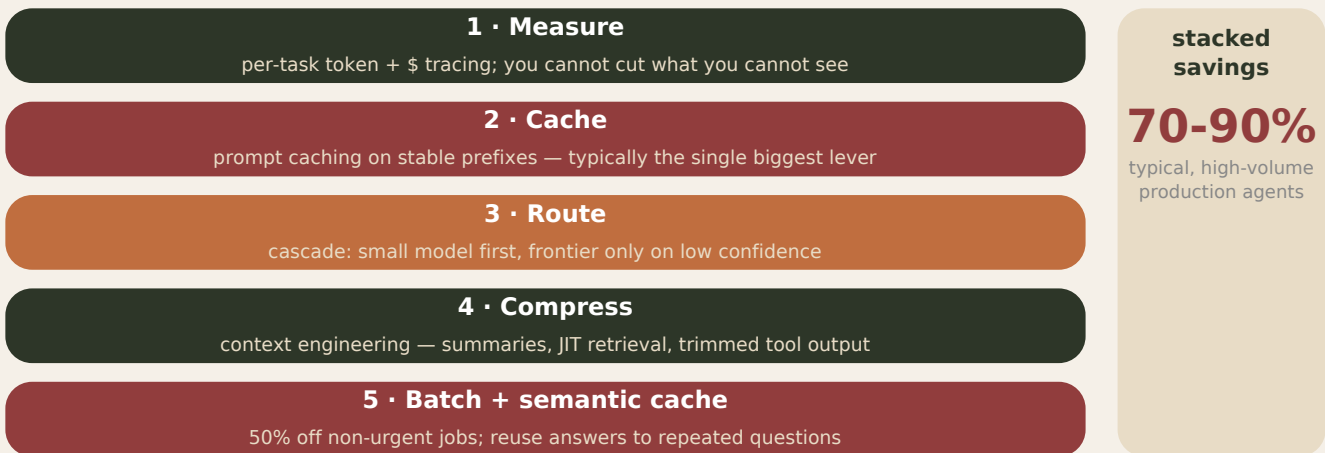 1 · Measure
per-task token + $ tracing; you cannot cut what you cannot see
2 · Cache
prompt caching on stable prefixes — typically the single biggest lever
3 · Route
cascade: small model first, frontier only on low confidence
4 · Compress
context engineering — summaries, JIT retrieval, trimmed tool output
5 · Batch + semantic cache
50% off non-urgent jobs; reuse answers to repeated questions
stacked
savings
70-90%
typical, high-volume
production agents